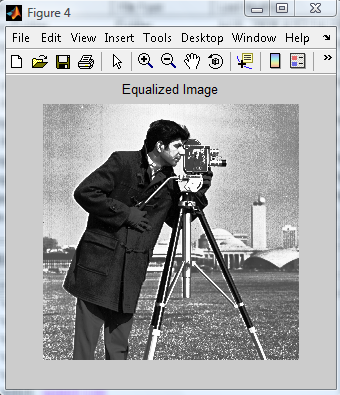 Figure 4
File Edit View Insert Tools Desktop Window Help
Equalized Image